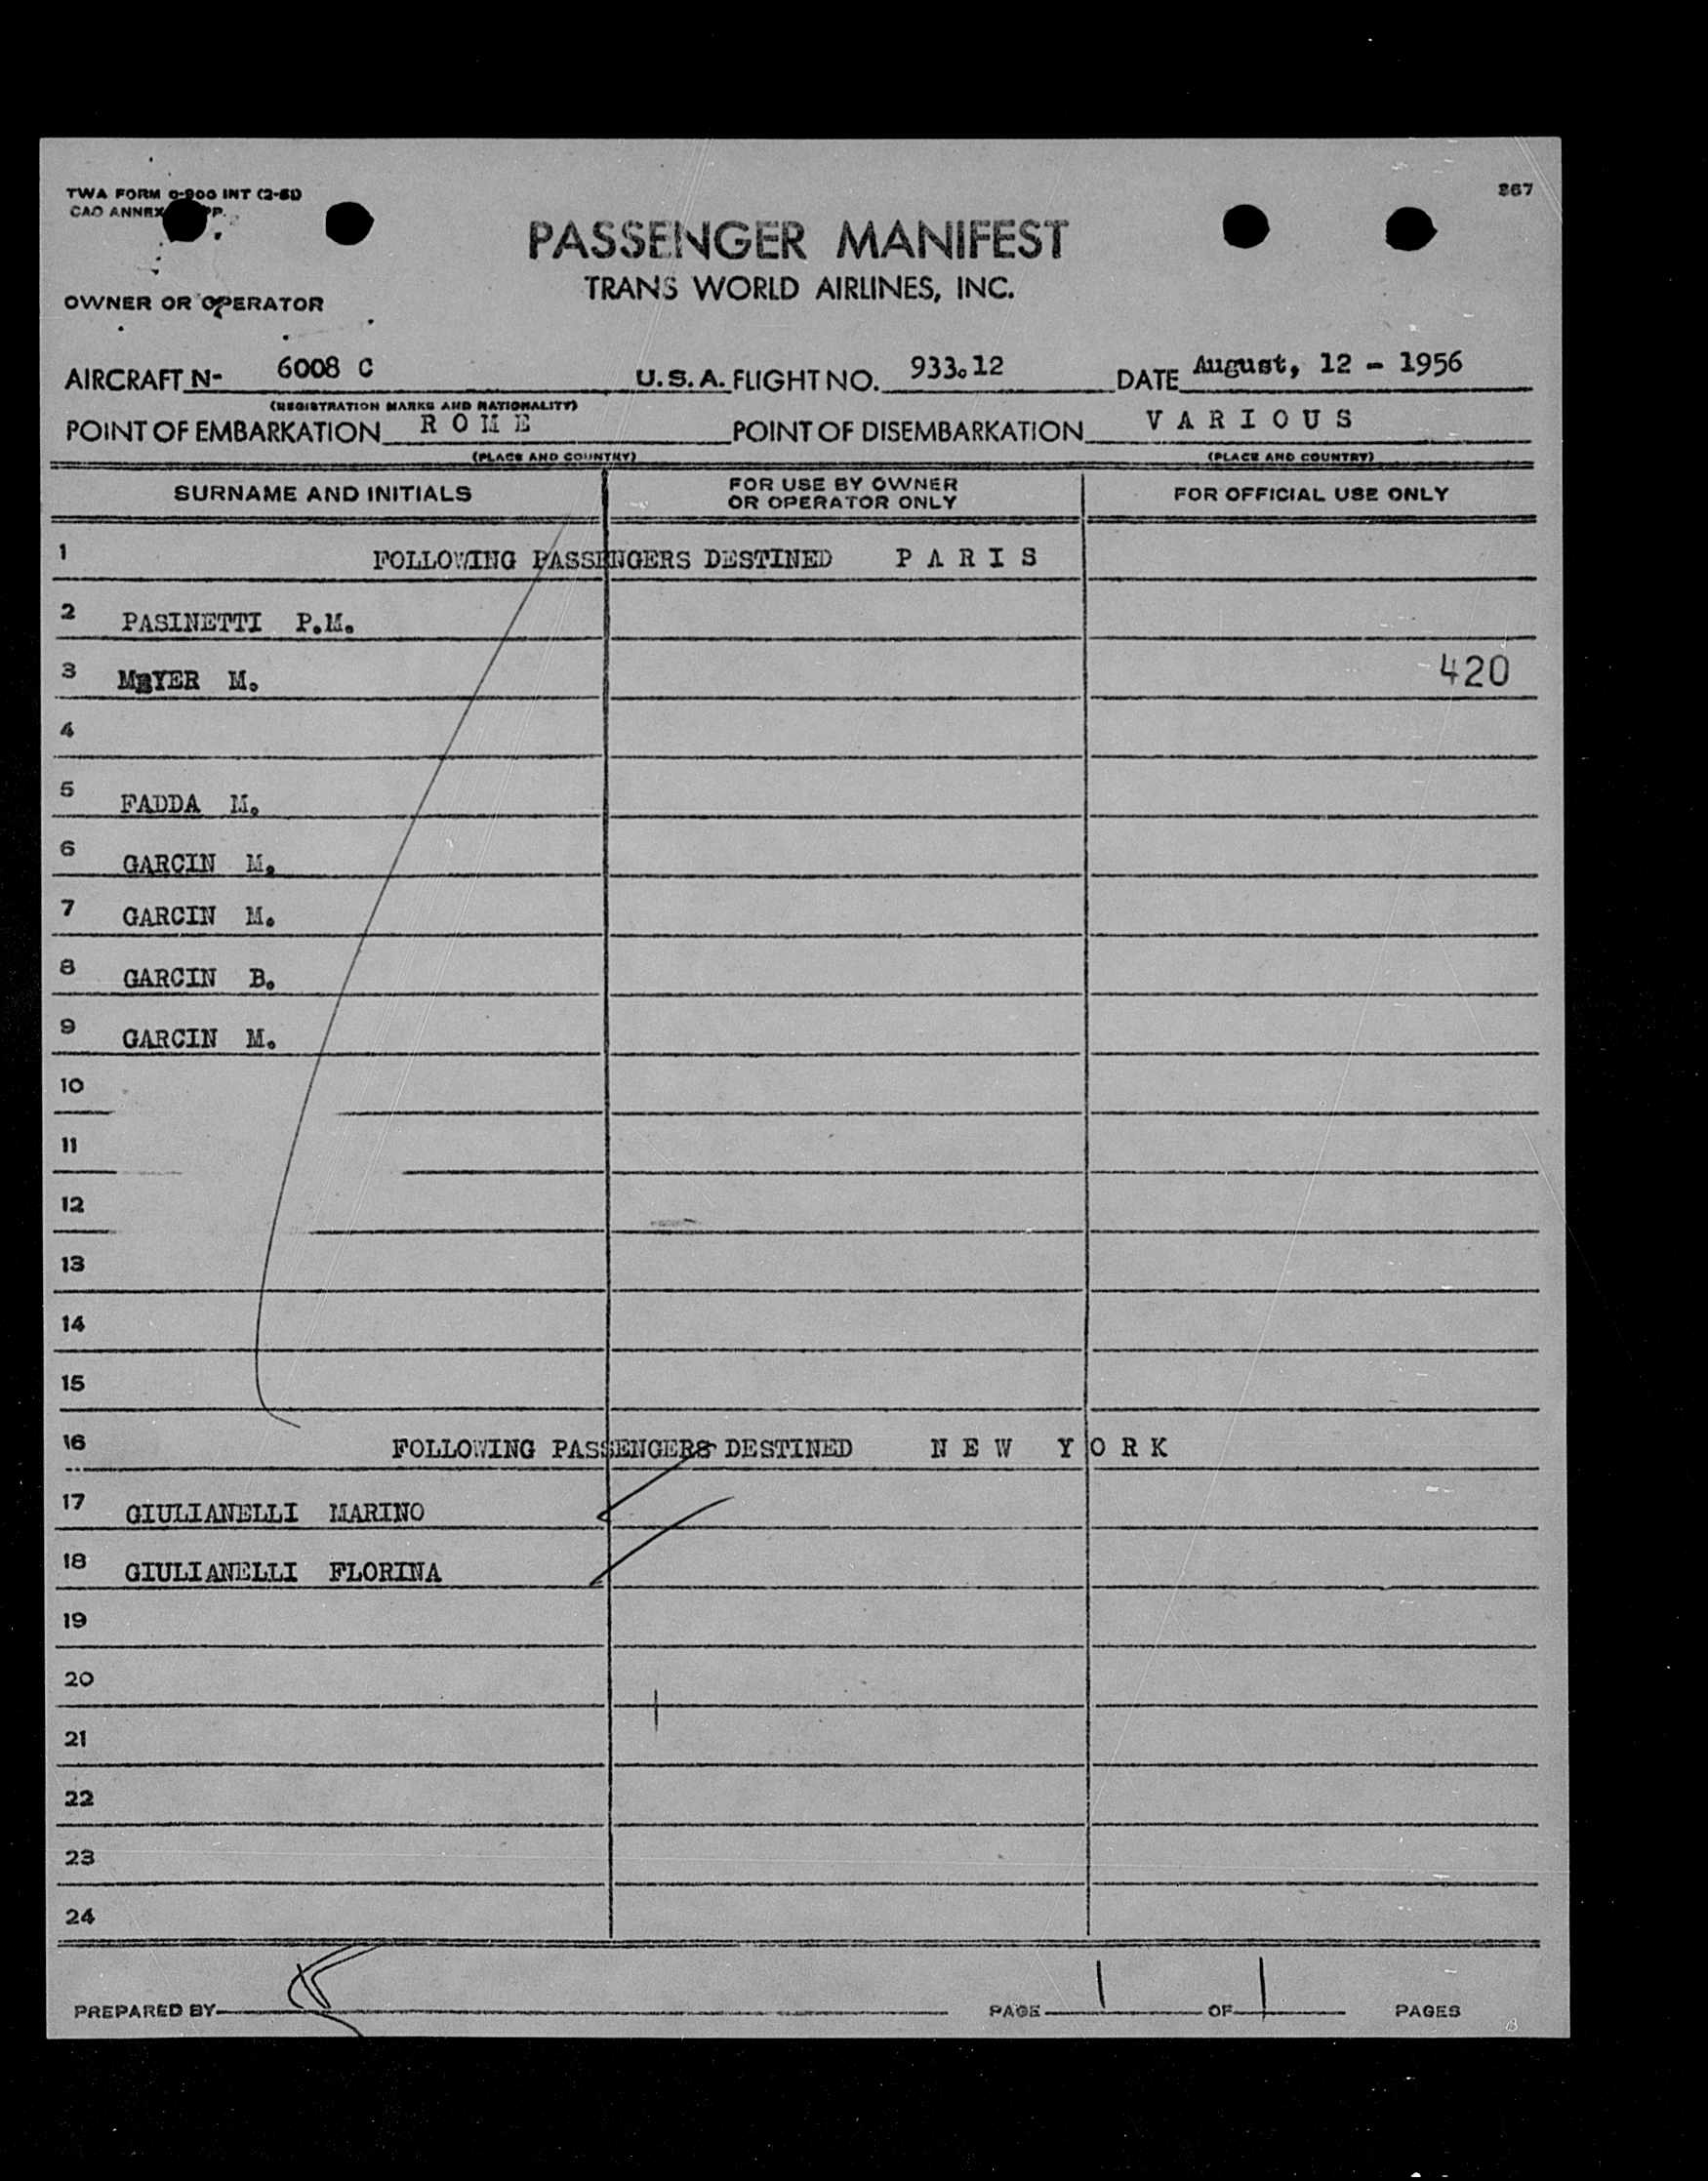 TWA FORM O-900 INT (2-51)
CAO ANNEX
267
PASSENGER MANIFEST
TRANS WORLD AIRLINES, INC.
OWNER OR OPERATOR
AIRCRAFT N- 6008 C U.S.A. FLIGHT NO. 933.12 DATE August, 12 - 1956
(REGISTRATION MARKS AND NATIONALITY)
POINT OF EMBARKATION R O M E POINT OF DISEMBARKATION V A R I O U S
(PLACE AND COUNTRY) (PLACE AND COUNTRY)
SURNAME AND INITIALS FOR USE BY OWNER OR OPERATOR ONLY FOR OFFICIAL USE ONLY
1 FOLLOWING PASSENGERS DESTINED P A R I S
2 PASINETTI P.M.
3 MEYER M. 420
4
5 FADDA M.
6 GARCIN M.
7 GARCIN M.
8 GARCIN B.
9 GARCIN M.
10
11
12
13
14
15
16 FOLLOWING PASSENGERS DESTINED N E W Y O R K
17 GIULIANELLI MARINO
18 GIULIANELLI FLORINA
19
20
21
22
23
24
PREPARED BY PAGE 1 OF 1 PAGES